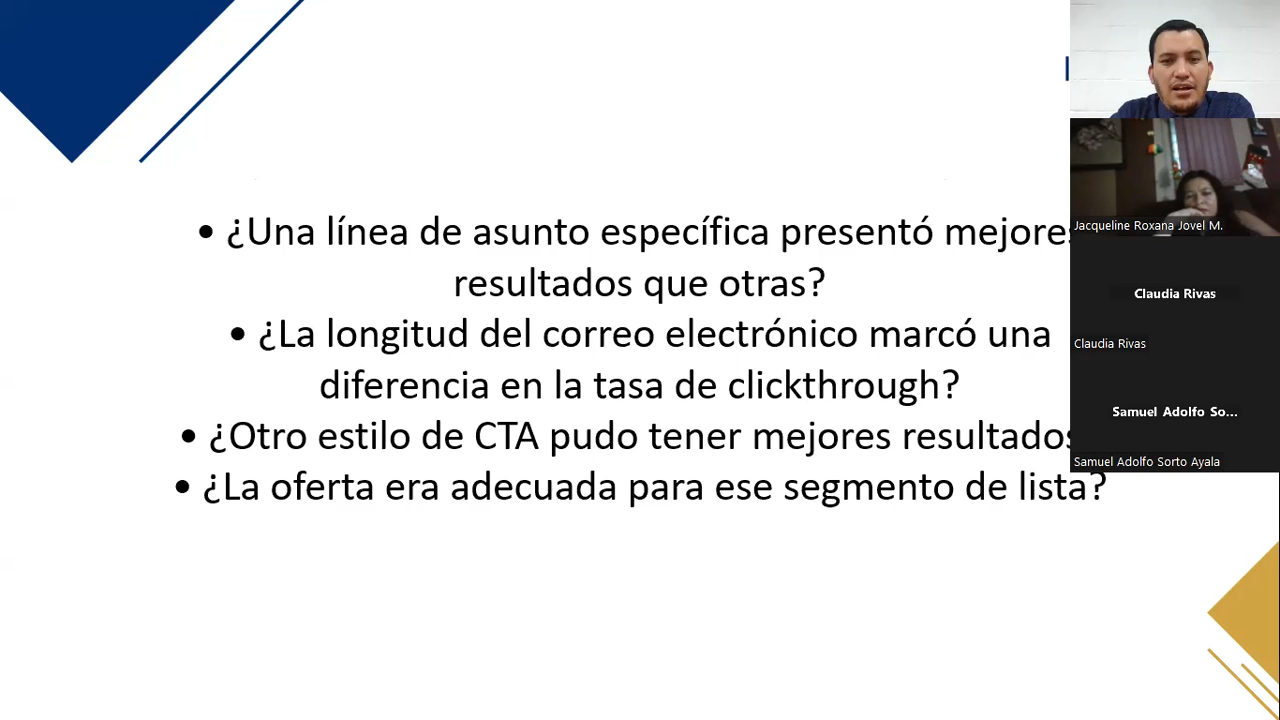 • ¿Una línea de asunto específica presentó mejores
resultados que otras?
• ¿La longitud del correo electrónico marcó una
diferencia en la tasa de clickthrough?
• ¿Otro estilo de CTA pudo tener mejores resultados
• ¿La oferta era adecuada para ese segmento de lista?
Jacqueline Roxana Jovel M.
Claudia Rivas
Claudia Rivas
Samuel Adolfo So...
Samuel Adolfo Sorto Ayala